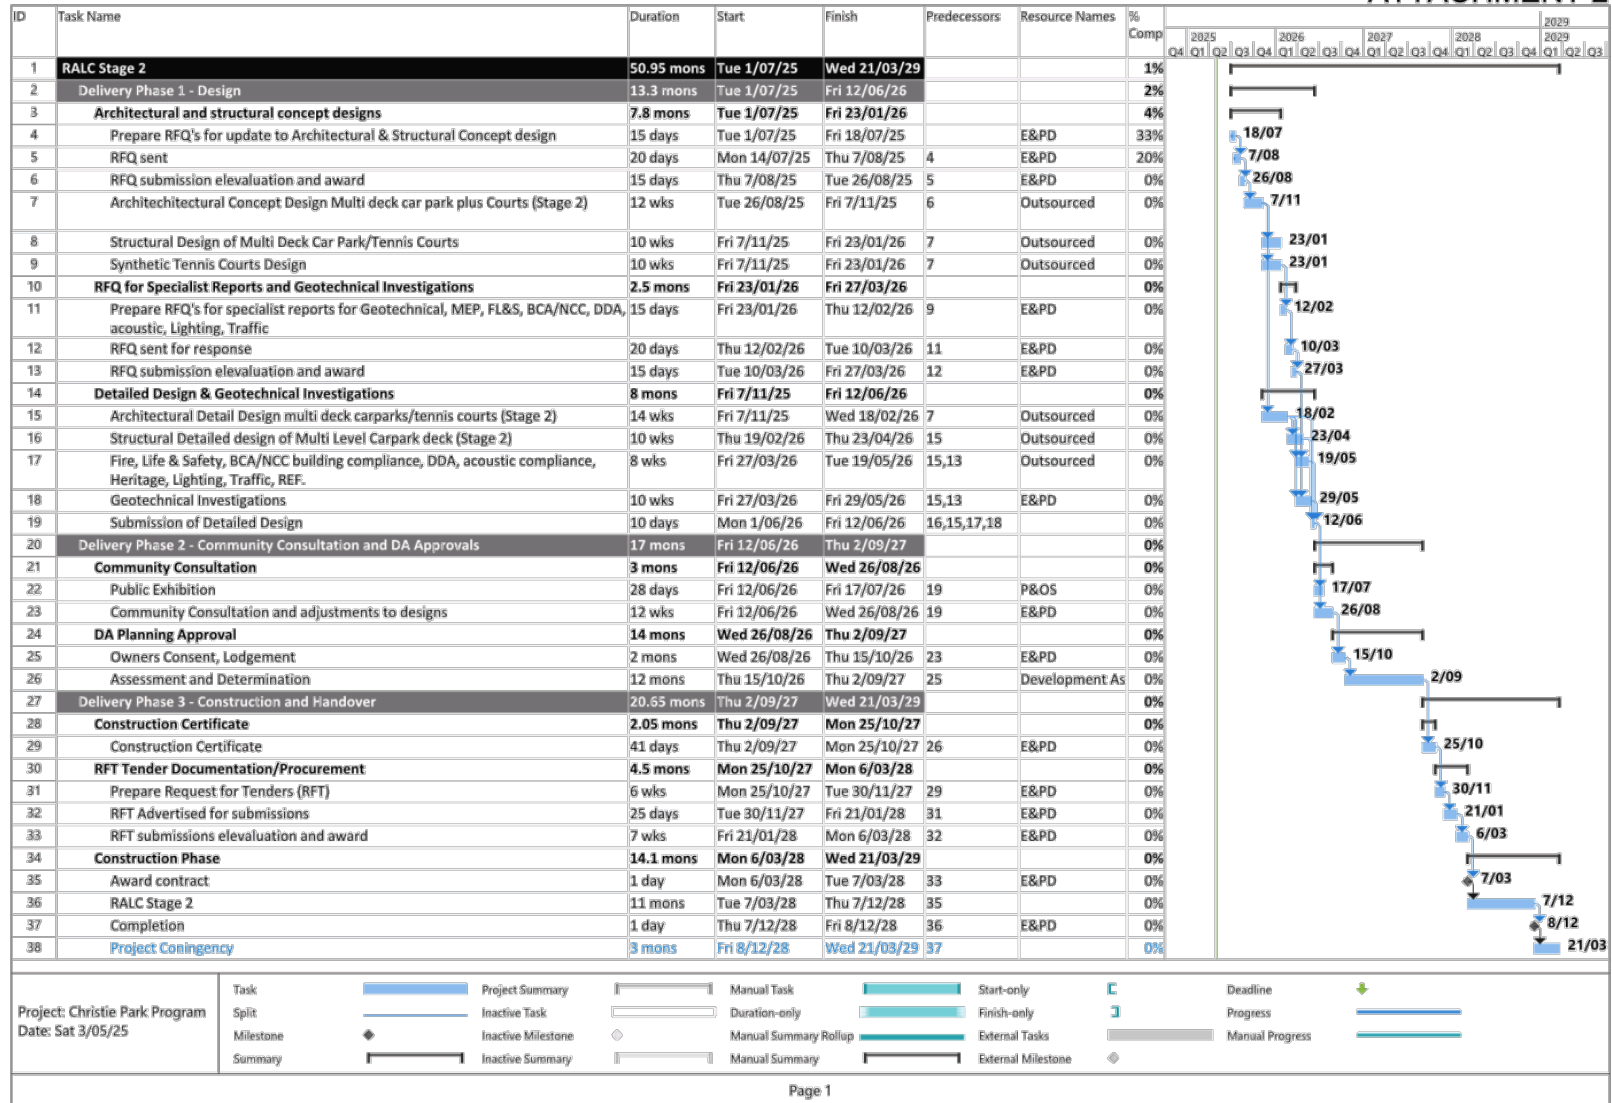 ID Task Name Duration Start Finish Predecessors Resource Names % Comp
2029
2025 2026 2027 2028 2029
Q4 Q1 Q2 Q3 Q4 Q1 Q2 Q3 Q4 Q1 Q2 Q3 Q4 Q1 Q2 Q3 Q4 Q1 Q2 Q3
1 RALC Stage 2 50.95 mons Tue 1/07/25 Wed 21/03/29 1%
2 Delivery Phase 1 - Design 13.3 mons Tue 1/07/25 Fri 12/06/26 2%
3 Architectural and structural concept designs 7.8 mons Tue 1/07/25 Fri 23/01/26 4%
4 Prepare RFQ's for update to Architectural & Structural Concept design 15 days Tue 1/07/25 Fri 18/07/25 E&PD 33% 18/07
5 RFQ sent 20 days Mon 14/07/25 Thu 7/08/25 4 E&PD 20% 7/08
6 RFQ submission elevaluation and award 15 days Thu 7/08/25 Tue 26/08/25 5 E&PD 0% 26/08
7 Architechitectural Concept Design Multi deck car park plus Courts (Stage 2) 12 wks Tue 26/08/25 Fri 7/11/25 6 Outsourced 0% 7/11
8 Structural Design of Multi Deck Car Park/Tennis Courts 10 wks Fri 7/11/25 Fri 23/01/26 7 Outsourced 0% 23/01
9 Synthetic Tennis Courts Design 10 wks Fri 7/11/25 Fri 23/01/26 7 Outsourced 0% 23/01
10 RFQ for Specialist Reports and Geotechnical Investigations 2.5 mons Fri 23/01/26 Fri 27/03/26 0%
11 Prepare RFQ's for specialist reports for Geotechnical, MEP, FL&S, BCA/NCC, DDA, 15 days Fri 23/01/26 Thu 12/02/26 9 E&PD 0% 12/02
acoustic, Lighting, Traffic
12 RFQ sent for response 20 days Thu 12/02/26 Tue 10/03/26 11 E&PD 0% 10/03
13 RFQ submission elevaluation and award 15 days Tue 10/03/26 Fri 27/03/26 12 E&PD 0% 27/03
14 Detailed Design & Geotechnical Investigations 8 mons Fri 7/11/25 Fri 12/06/26 0%
15 Architectural Detail Design multi deck carparks/tennis courts (Stage 2) 14 wks Fri 7/11/25 Wed 18/02/26 7 Outsourced 0% 18/02
16 Structural Detailed design of Multi Level Carpark deck (Stage 2) 10 wks Thu 19/02/26 Thu 23/04/26 15 Outsourced 0% 23/04
17 Fire, Life & Safety, BCA/NCC building compliance, DDA, acoustic compliance, 8 wks Fri 27/03/26 Tue 19/05/26 15,13 Outsourced 0% 19/05
Heritage, Lighting, Traffic, REF.
18 Geotechnical Investigations 10 wks Fri 27/03/26 Fri 29/05/26 15,13 E&PD 0% 29/05
19 Submission of Detailed Design 10 days Mon 1/06/26 Fri 12/06/26 16,15,17,18 0% 12/06
20 Delivery Phase 2 - Community Consultation and DA Approvals 17 mons Fri 12/06/26 Thu 2/09/27 0%
21 Community Consultation 3 mons Fri 12/06/26 Wed 26/08/26 0%
22 Public Exhibition 28 days Fri 12/06/26 Fri 17/07/26 19 P&OS 0% 17/07
23 Community Consultation and adjustments to designs 12 wks Fri 12/06/26 Wed 26/08/26 19 E&PD 0% 26/08
24 DA Planning Approval 14 mons Wed 26/08/26 Thu 2/09/27 0%
25 Owners Consent, Lodgement 2 mons Wed 26/08/26 Thu 15/10/26 23 E&PD 0% 15/10
26 Assessment and Determination 12 mons Thu 15/10/26 Thu 2/09/27 25 Development As 0% 2/09
27 Delivery Phase 3 - Construction and Handover 20.65 mons Thu 2/09/27 Wed 21/03/29 0%
28 Construction Certificate 2.05 mons Thu 2/09/27 Mon 25/10/27 0%
29 Construction Certificate 41 days Thu 2/09/27 Mon 25/10/27 26 E&PD 0% 25/10
30 RFT Tender Documentation/Procurement 4.5 mons Mon 25/10/27 Mon 6/03/28 0%
31 Prepare Request for Tenders (RFT) 6 wks Mon 25/10/27 Tue 30/11/27 29 E&PD 0% 30/11
32 RFT Advertised for submissions 25 days Tue 30/11/27 Fri 21/01/28 31 E&PD 0% 21/01
33 RFT submissions elevaluation and award 7 wks Fri 21/01/28 Mon 6/03/28 32 E&PD 0% 6/03
34 Construction Phase 14.1 mons Mon 6/03/28 Wed 21/03/29 0%
35 Award contract 1 day Mon 6/03/28 Tue 7/03/28 33 E&PD 0% 7/03
36 RALC Stage 2 11 mons Tue 7/03/28 Thu 7/12/28 35 0% 7/12
37 Completion 1 day Thu 7/12/28 Fri 8/12/28 36 E&PD 0% 8/12
38 Project Coningency 3 mons Fri 8/12/28 Wed 21/03/29 37 0% 21/03
Project: Christie Park Program
Date: Sat 3/05/25
Task Project Summary Manual Task Start-only Deadline
Split Inactive Task Duration-only Finish-only Progress
Milestone Inactive Milestone Manual Summary Rollup External Tasks Manual Progress
Summary Inactive Summary Manual Summary External Milestone
Page 1